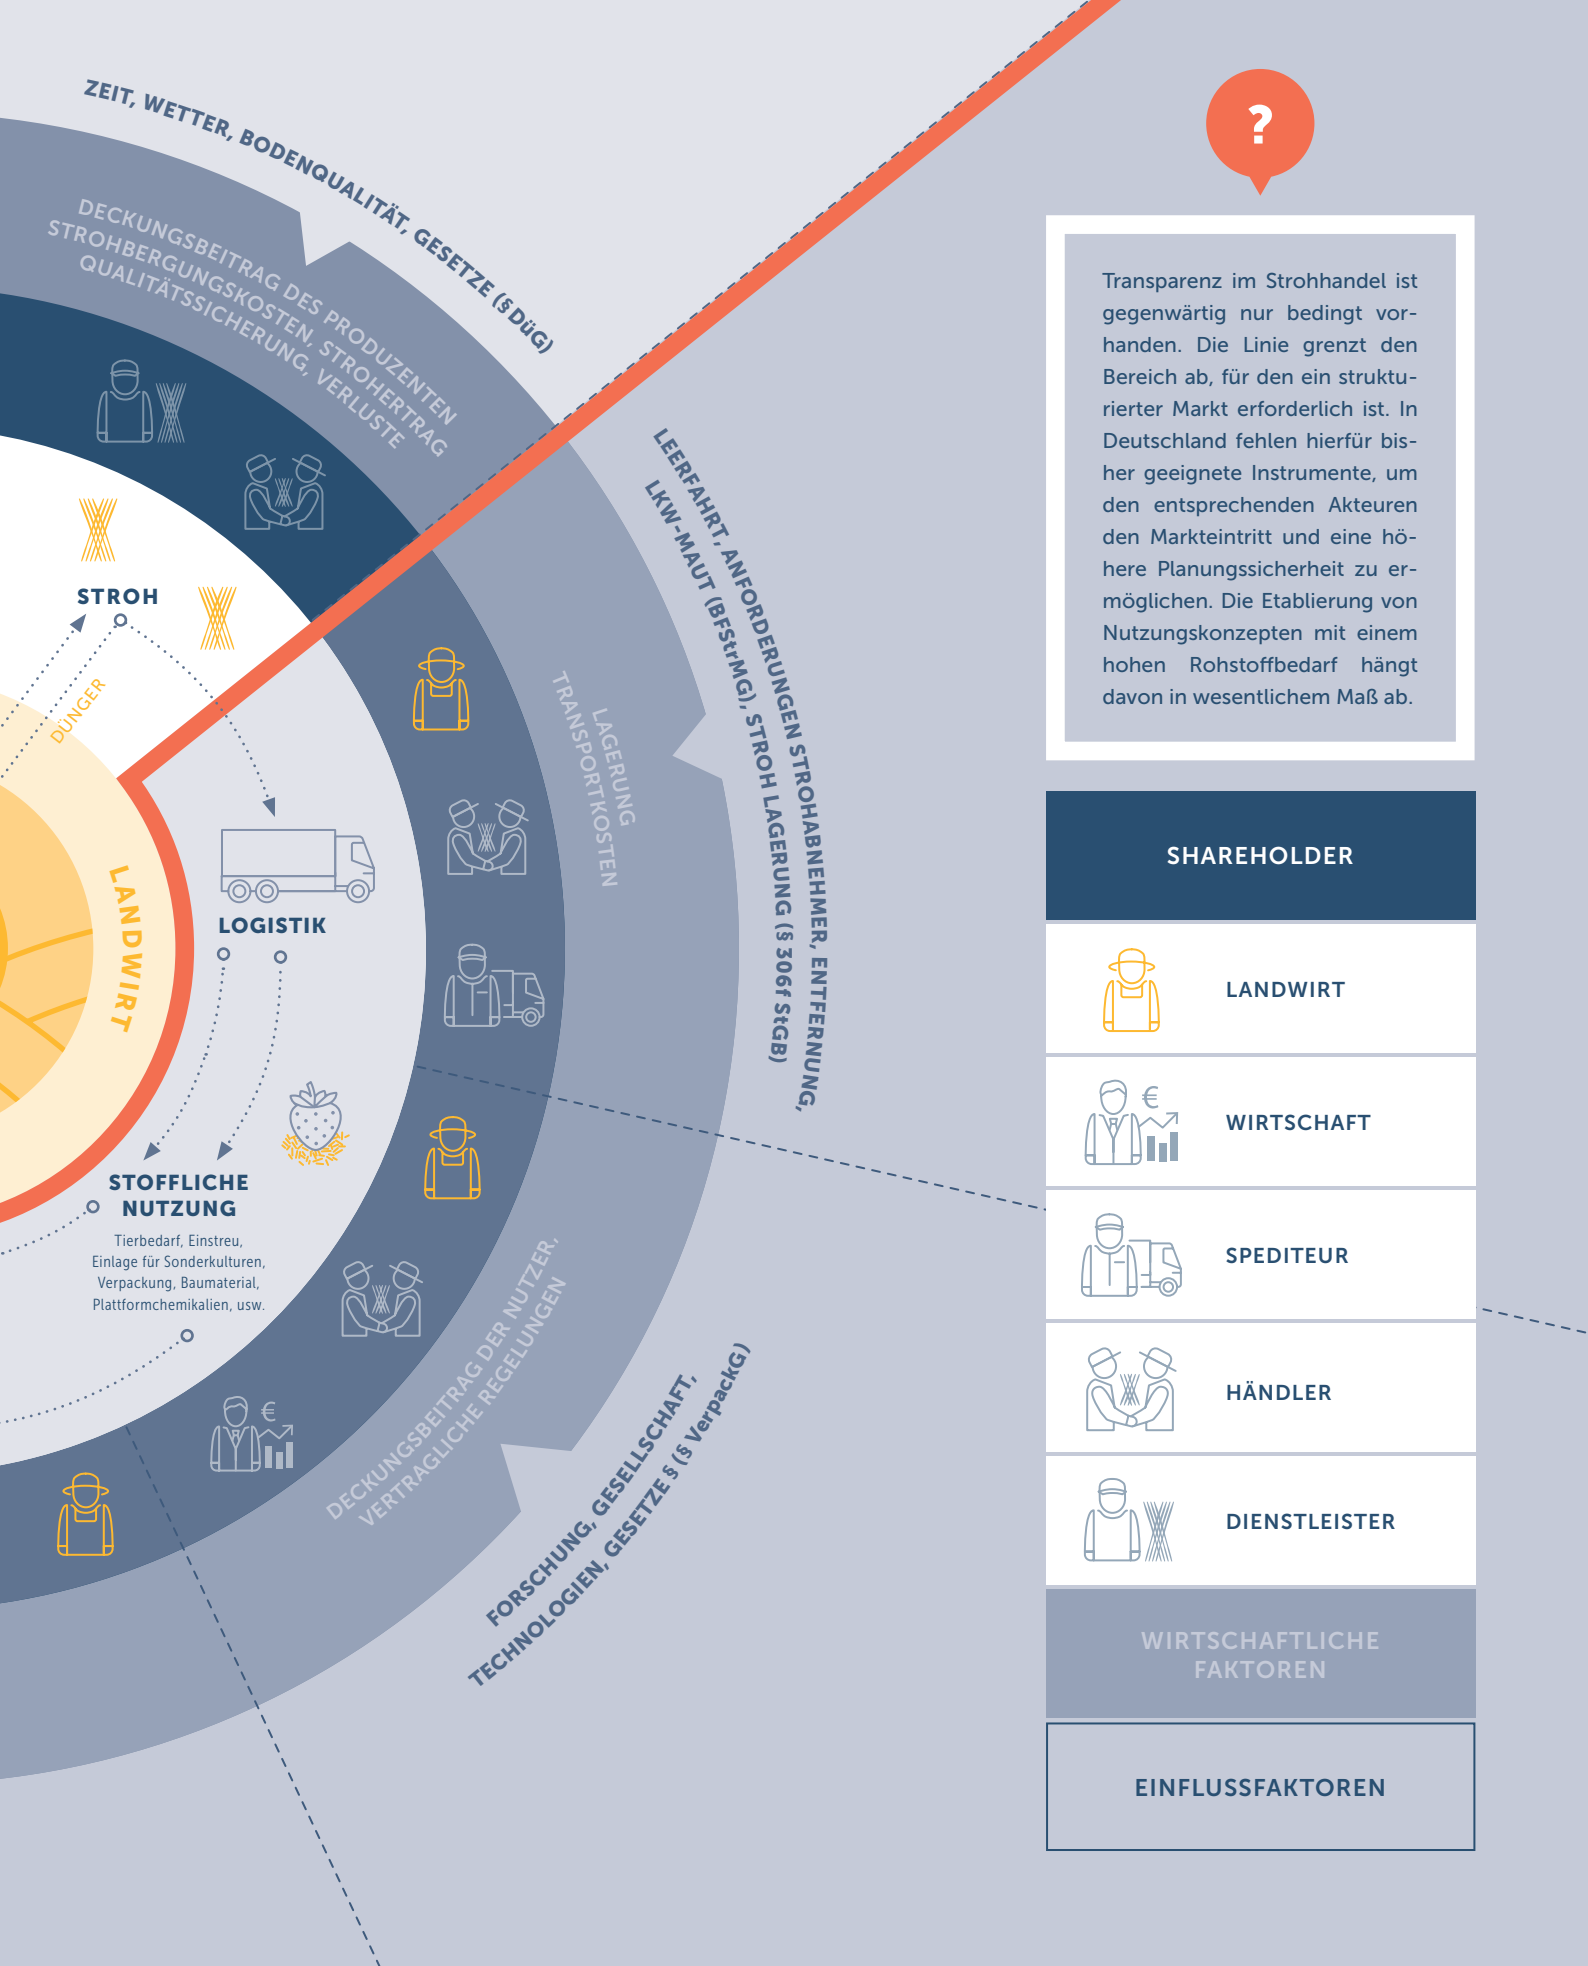 ZEIT, WETTER, BODENQUALITÄT, GESETZE (§ DüG)
DECKUNGSBEITRAG DES PRODUZENTEN
STROHBERGUNGSKOSTEN, STROHERTRAG
QUALITÄTSSICHERUNG, VERLUSTE
STROH
DÜNGER
LANDWIRT
LOGISTIK
LAGERUNG
TRANSPORTKOSTEN
LEERFAHRT, ANFORDERUNGEN STROHABNEHMER, ENTFERNUNG,
LKW-MAUT (BFStrMG), STROH LAGERUNG (§ 306f StGB)
STOFFLICHE
NUTZUNG
Tierbedarf, Einstreu,
Einlage für Sonderkulturen,
Verpackung, Baumaterial,
Plattformchemikalien, usw.
€
DECKUNGSBEITRAG DER NUTZER,
VERTRAGLICHE REGELUNGEN
FORSCHUNG, GESELLSCHAFT,
TECHNOLOGIEN, GESETZE § (§ VerpackG)
?
Transparenz im Strohhandel ist
gegenwärtig nur bedingt vor-
handen. Die Linie grenzt den
Bereich ab, für den ein struktu-
rierter Markt erforderlich ist. In
Deutschland fehlen hierfür bis-
her geeignete Instrumente, um
den entsprechenden Akteuren
den Markteintritt und eine hö-
here Planungssicherheit zu er-
möglichen. Die Etablierung von
Nutzungskonzepten mit einem
hohen Rohstoffbedarf hängt
davon in wesentlichem Maß ab.
SHAREHOLDER
LANDWIRT
€
WIRTSCHAFT
SPEDITEUR
HÄNDLER
DIENSTLEISTER
WIRTSCHAFTLICHE
FAKTOREN
EINFLUSSFAKTOREN